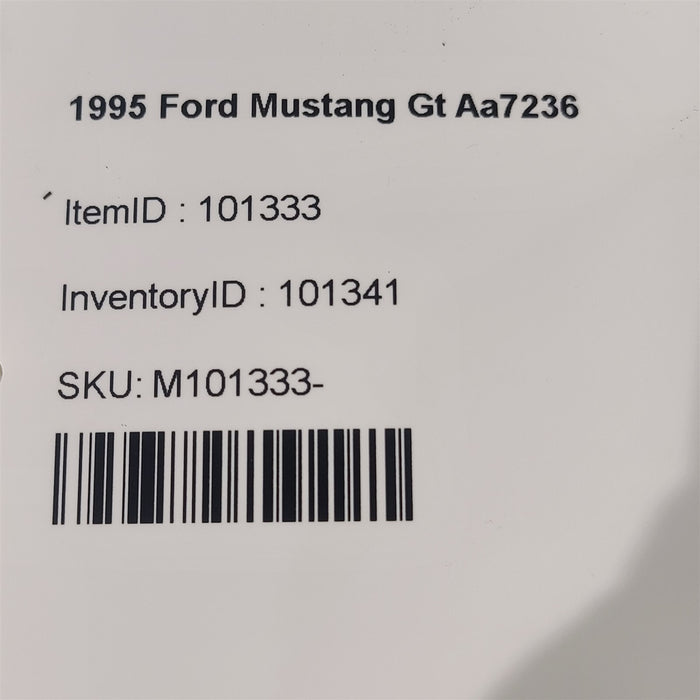 1995 Ford Mustang Gt Aa7236
ItemID : 101333
InventoryID : 101341
SKU: M101333-